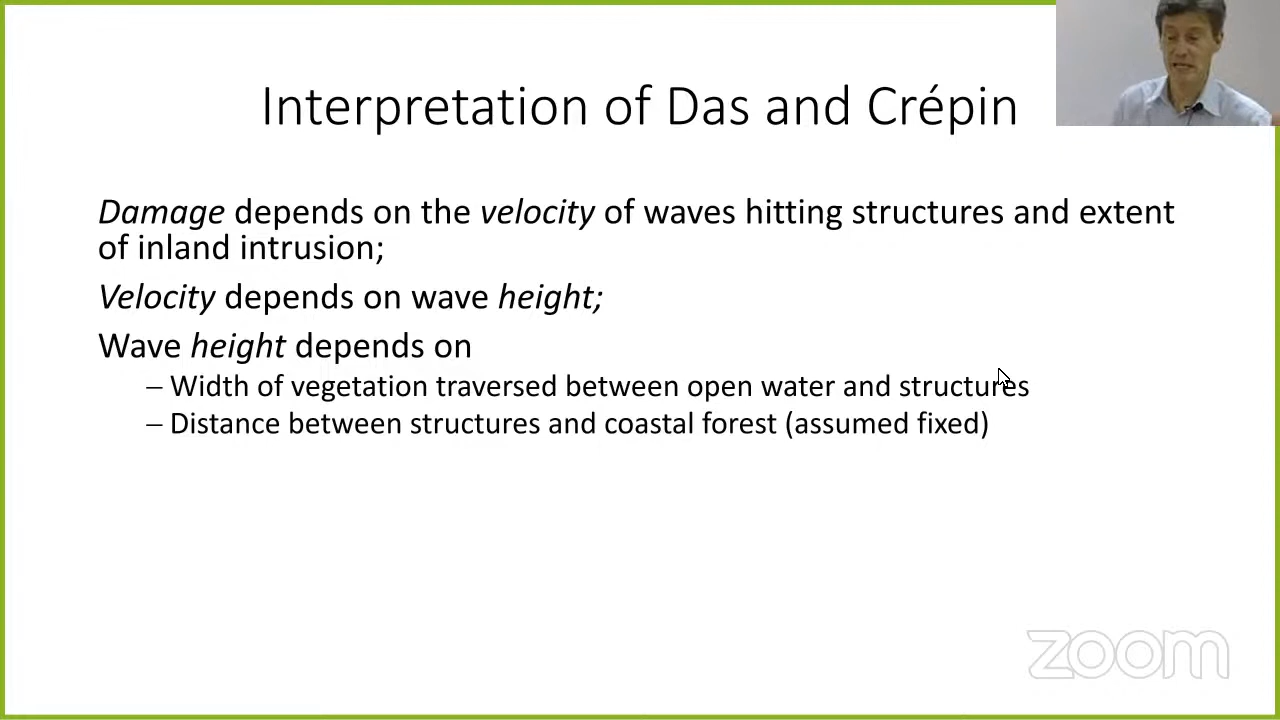 Interpretation of Das and Crépin
Damage depends on the velocity of waves hitting structures and extent
of inland intrusion;
Velocity depends on wave height;
Wave height depends on
– Width of vegetation traversed between open water and structures
– Distance between structures and coastal forest (assumed fixed)
zoom